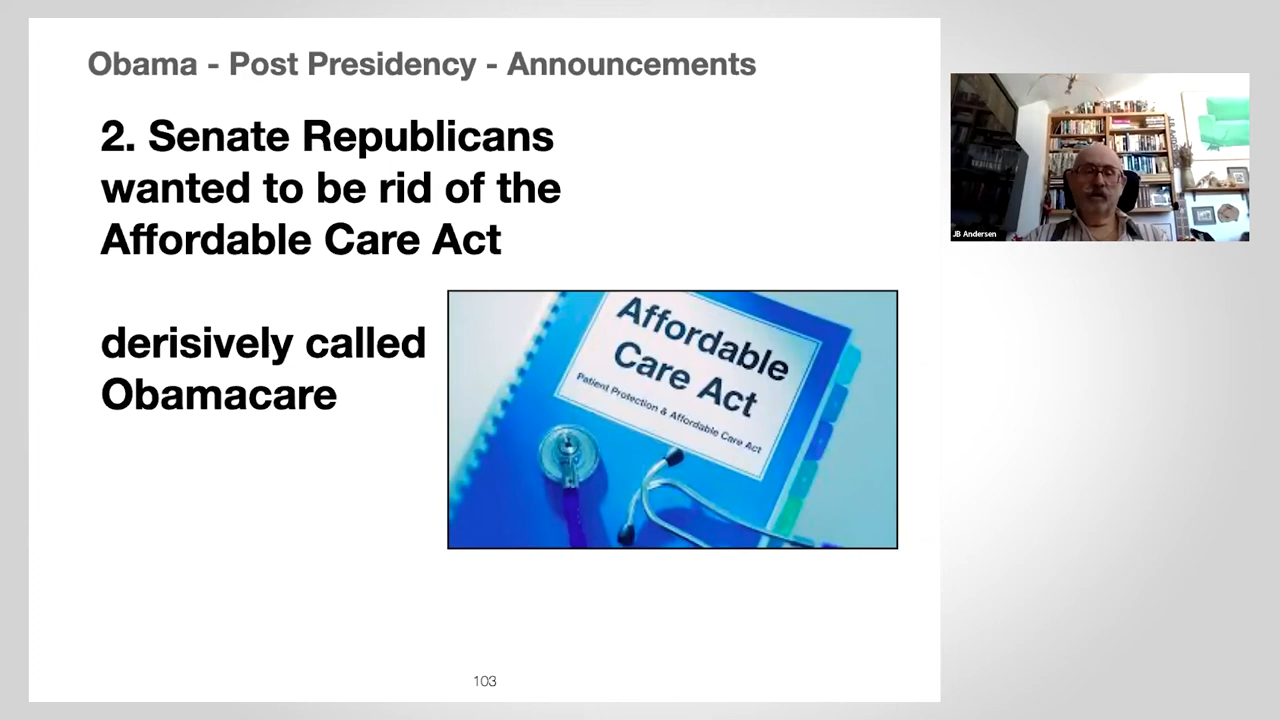 Obama - Post Presidency - Announcements
2. Senate Republicans
wanted to be rid of the
Affordable Care Act
derisively called
Obamacare
Affordable
Care Act
Patient Protection & Affordable Care Act
103
JB Andersen